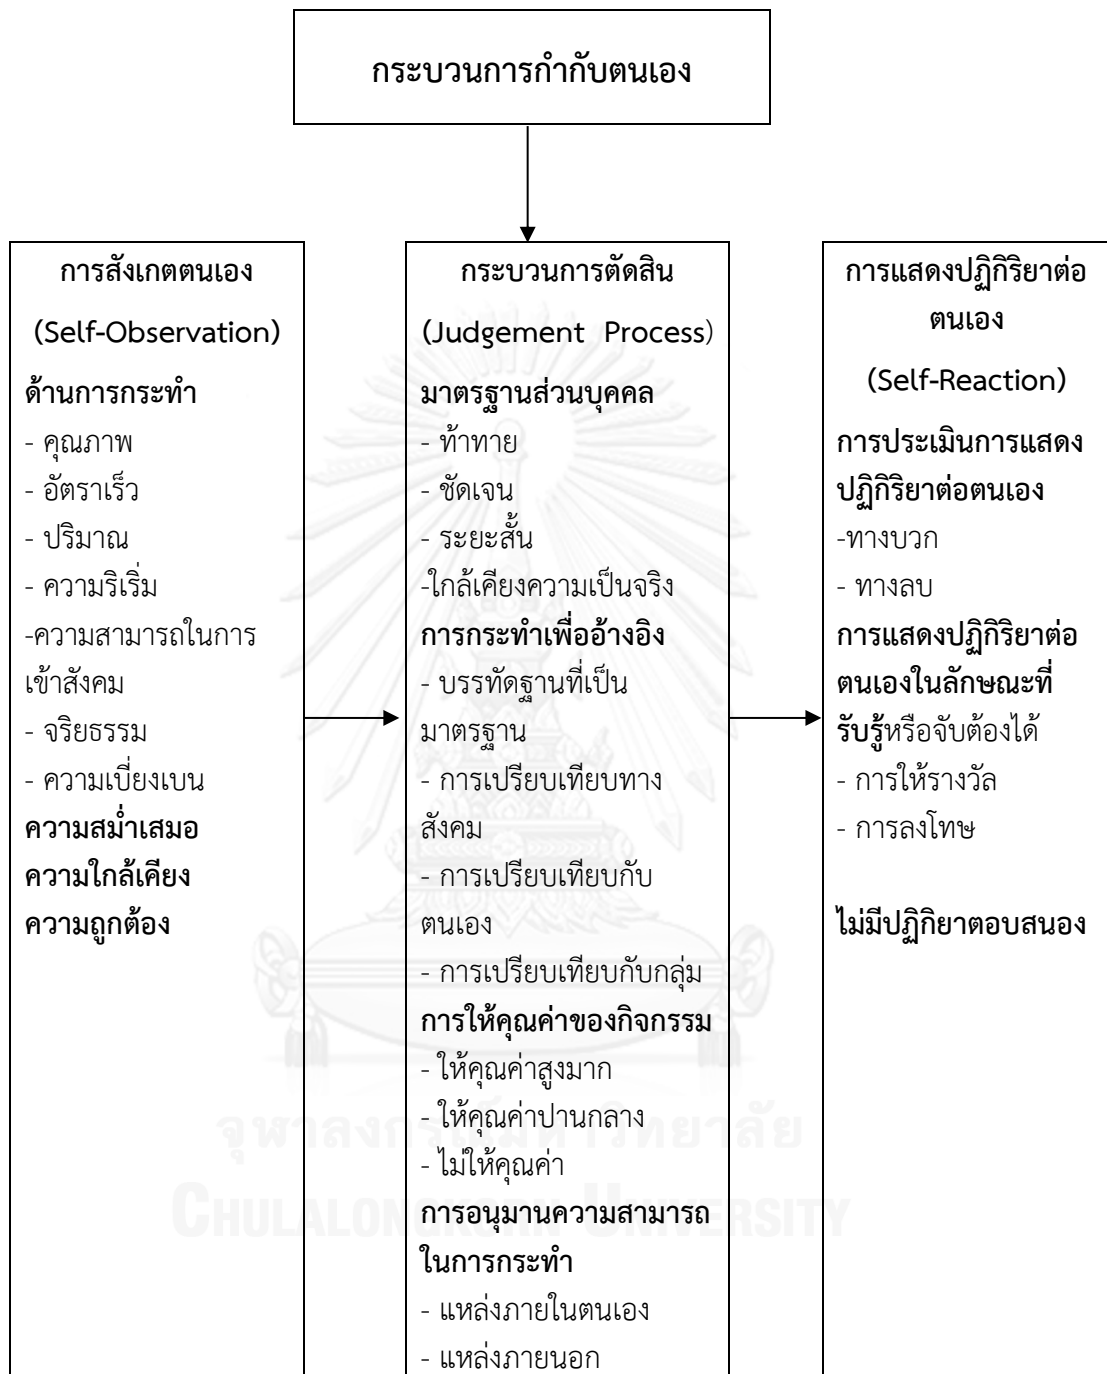 กระบวนการกำกับตนเอง
การสังเกตตนเอง
(Self-Observation)
ด้านการกระทำ
- คุณภาพ
- อัตราเร็ว
- ปริมาณ
- ความริเริ่ม
-ความสามารถในการ
เข้าสังคม
- จริยธรรม
- ความเบี่ยงเบน
ความสม่ำเสมอ
ความใกล้เคียง
ความถูกต้อง
กระบวนการตัดสิน
(Judgement Process)
มาตรฐานส่วนบุคคล
- ท้าทาย
- ชัดเจน
- ระยะสั้น
-ใกล้เคียงความเป็นจริง
การกระทำเพื่ออ้างอิง
- บรรทัดฐานที่เป็น
มาตรฐาน
- การเปรียบเทียบทาง
สังคม
- การเปรียบเทียบกับ
ตนเอง
- การเปรียบเทียบกับกลุ่ม
การให้คุณค่าของกิจกรรม
- ให้คุณค่าสูงมาก
- ให้คุณค่าปานกลาง
- ไม่ให้คุณค่า
การอนุมานความสามารถ
ในการกระทำ
- แหล่งภายในตนเอง
- แหล่งภายนอก
การแสดงปฏิกิริยาต่อ
ตนเอง
(Self-Reaction)
การประเมินการแสดง
ปฏิกิริยาต่อตนเอง
-ทางบวก
- ทางลบ
การแสดงปฏิกิริยาต่อ
ตนเองในลักษณะที่
รับรู้หรือจับต้องได้
- การให้รางวัล
- การลงโทษ
ไม่มีปฏิกิยาตอบสนอง
จุฬาลงกรณ์มหาวิทยาลัย
CHULALONGKORN UNIVERSITY